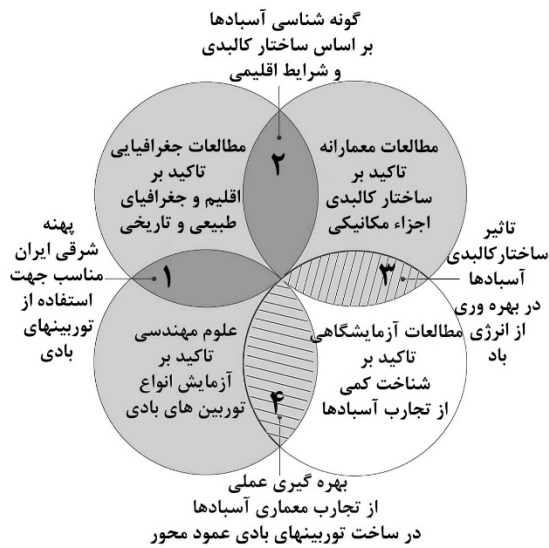 گونه شناسی آسبادها
بر اساس ساختار کالبدی
و شرایط اقلیمی
مطالعات معمارانه
تاکید بر
ساختار کالبدی
اجزاء مکانیکی
۲
مطالعات جغرافیایی
تاکید بر
اقلیم و جغرافیای
طبیعی و تاریخی
تاثیر
ساختارکالبدی
آسبادها
در بهره وری
از انرژی
باد
۳
۱
پهنه
شرقی ایران
مناسب جهت
استفاده از
توربینهای
بادی
مطالعات آزمایشگاهی
تاکید بر
شناخت کمی
از تجارب آسبادها
علوم مهندسی
تاکید بر
آزمایش انواع
توربین های بادی
۴
بهره گیری عملی
از تجارب معماری آسبادها
در ساخت توربینهای بادی عمود محور